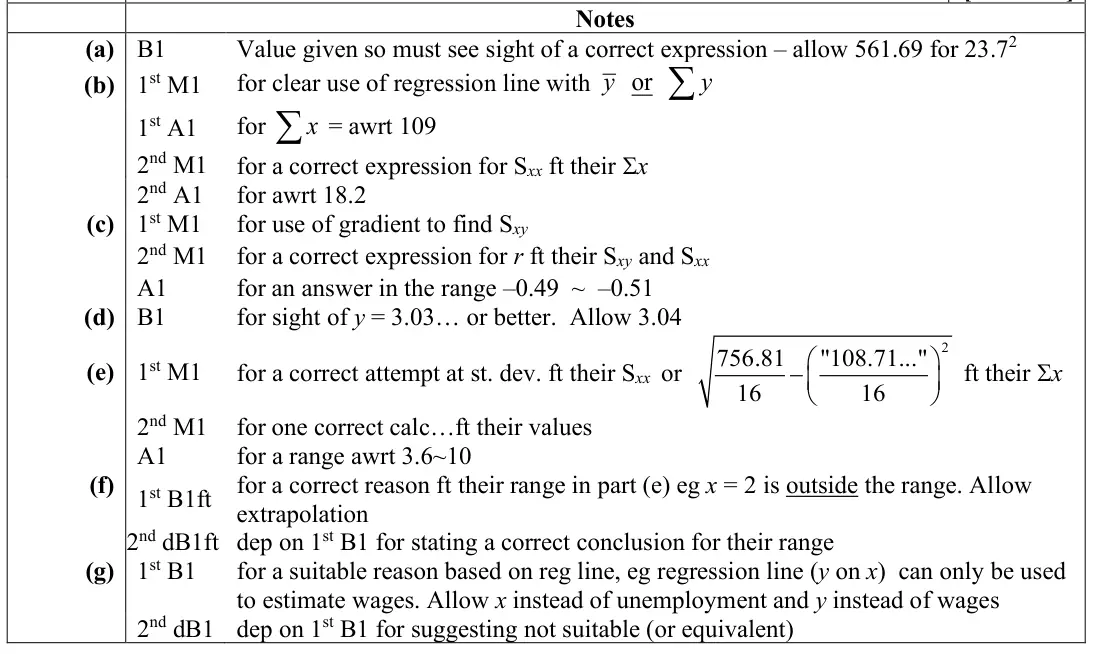 Notes
(a) B1 Value given so must see sight of a correct expression – allow 561.69 for 23.7²
(b) 1st M1 for clear use of regression line with y̅ or ∑y
1st A1 for ∑x = awrt 109
2nd M1 for a correct expression for Sxx ft their Σx
2nd A1 for awrt 18.2
(c) 1st M1 for use of gradient to find Sxy
2nd M1 for a correct expression for r ft their Sxy and Sxx
A1 for an answer in the range –0.49 ~ –0.51
(d) B1 for sight of y = 3.03… or better. Allow 3.04
(e) 1st M1 for a correct attempt at st. dev. ft their Sxx or √(756.81/16 – ("108.71..."/16)²) ft their Σx
2nd M1 for one correct calc…ft their values
A1 for a range awrt 3.6~10
(f) 1st B1ft for a correct reason ft their range in part (e) eg x = 2 is outside the range. Allow
extrapolation
2nd dB1ft dep on 1st B1 for stating a correct conclusion for their range
(g) 1st B1 for a suitable reason based on reg line, eg regression line (y on x) can only be used
to estimate wages. Allow x instead of unemployment and y instead of wages
2nd dB1 dep on 1st B1 for suggesting not suitable (or equivalent)